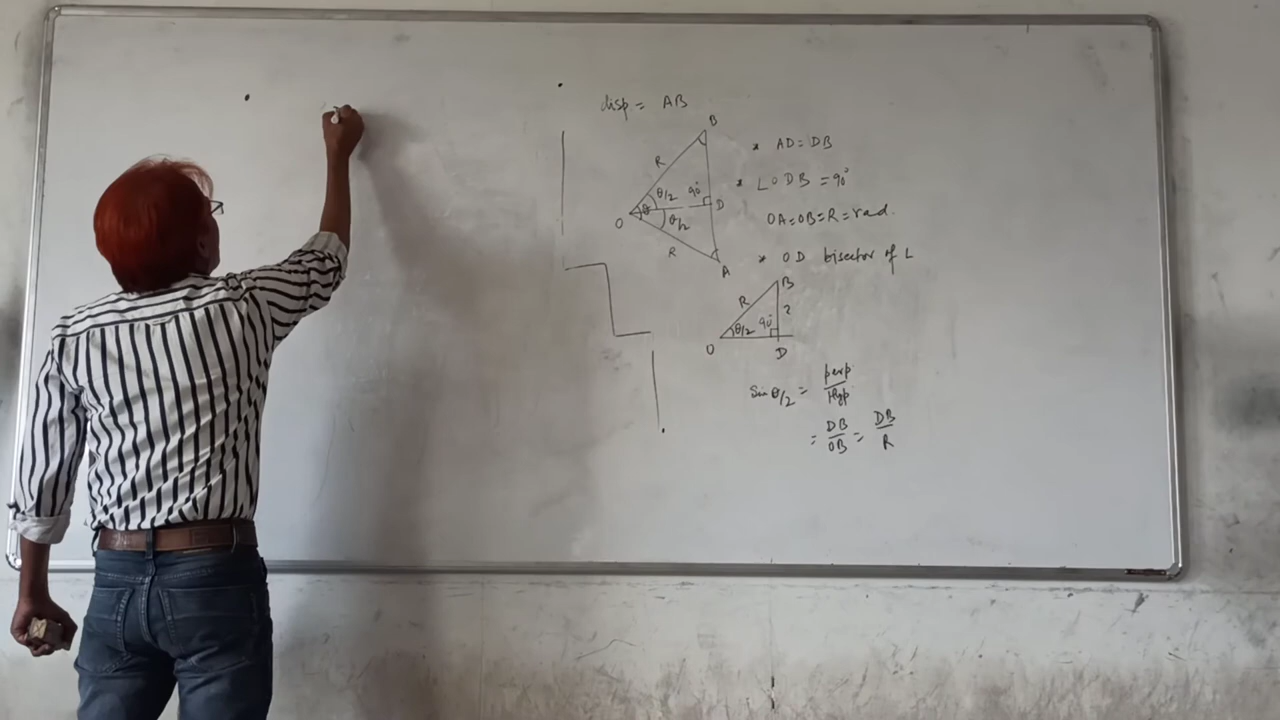 disp = AB
B
R
θ/2 90°
θ
D
O
θ/2
R
A
* AD = DB
* ∠ODB = 90°
OA = OB = R = rad.
* OD bisector of ∠
B
R
?
θ/2 90°
O
D
Sin θ/2 = perp/Hyp
= DB/OB = DB/R